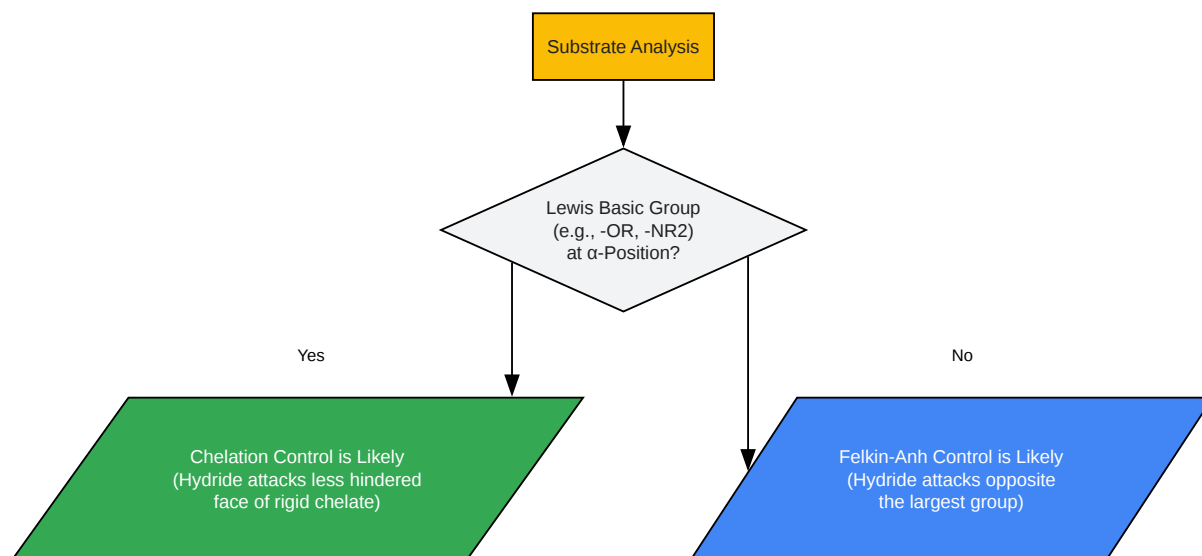 Substrate Analysis
Lewis Basic Group
(e.g., -OR, -NR2)
at α-Position?
Yes
No
Chelation Control is Likely
(Hydride attacks less hindered
face of rigid chelate)
Felkin-Anh Control is Likely
(Hydride attacks opposite
the largest group)